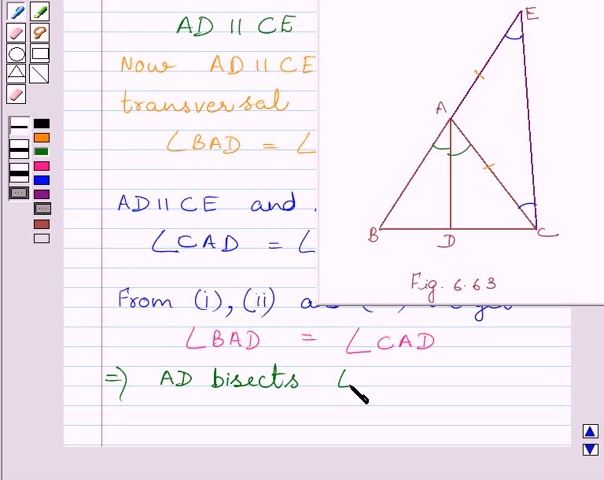 AD || CE
Now AD || CE
transversal
∠BAD = ∠
AD || CE and
∠CAD = ∠
From (i), (ii) and
∠BAD = ∠CAD
⇒ AD bisects ∠
E
A
B
D
C
Fig. 6.63